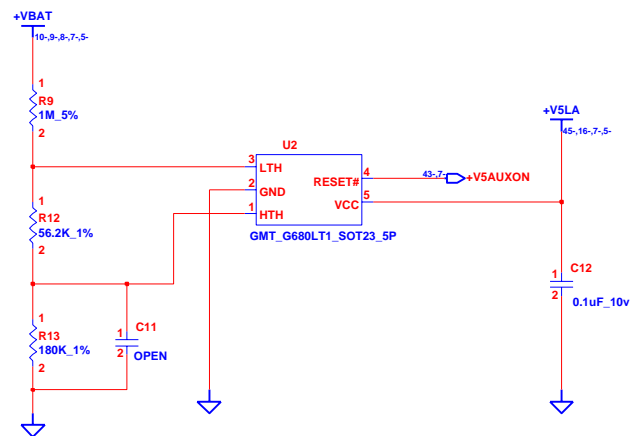 +VBAT
10-,9-,8-,7-,5-
1
R9
1M_5%
2
+V5LA
45-,16-,7-,5-
U2
3
LTH
4
RESET#
43-,7-
+V5AUXON
2
GND
5
VCC
1
HTH
GMT_G680LT1_SOT23_5P
1
R12
56.2K_1%
2
1
C12
2
0.1uF_10v
1
R13
180K_1%
2
1
C11
2
OPEN